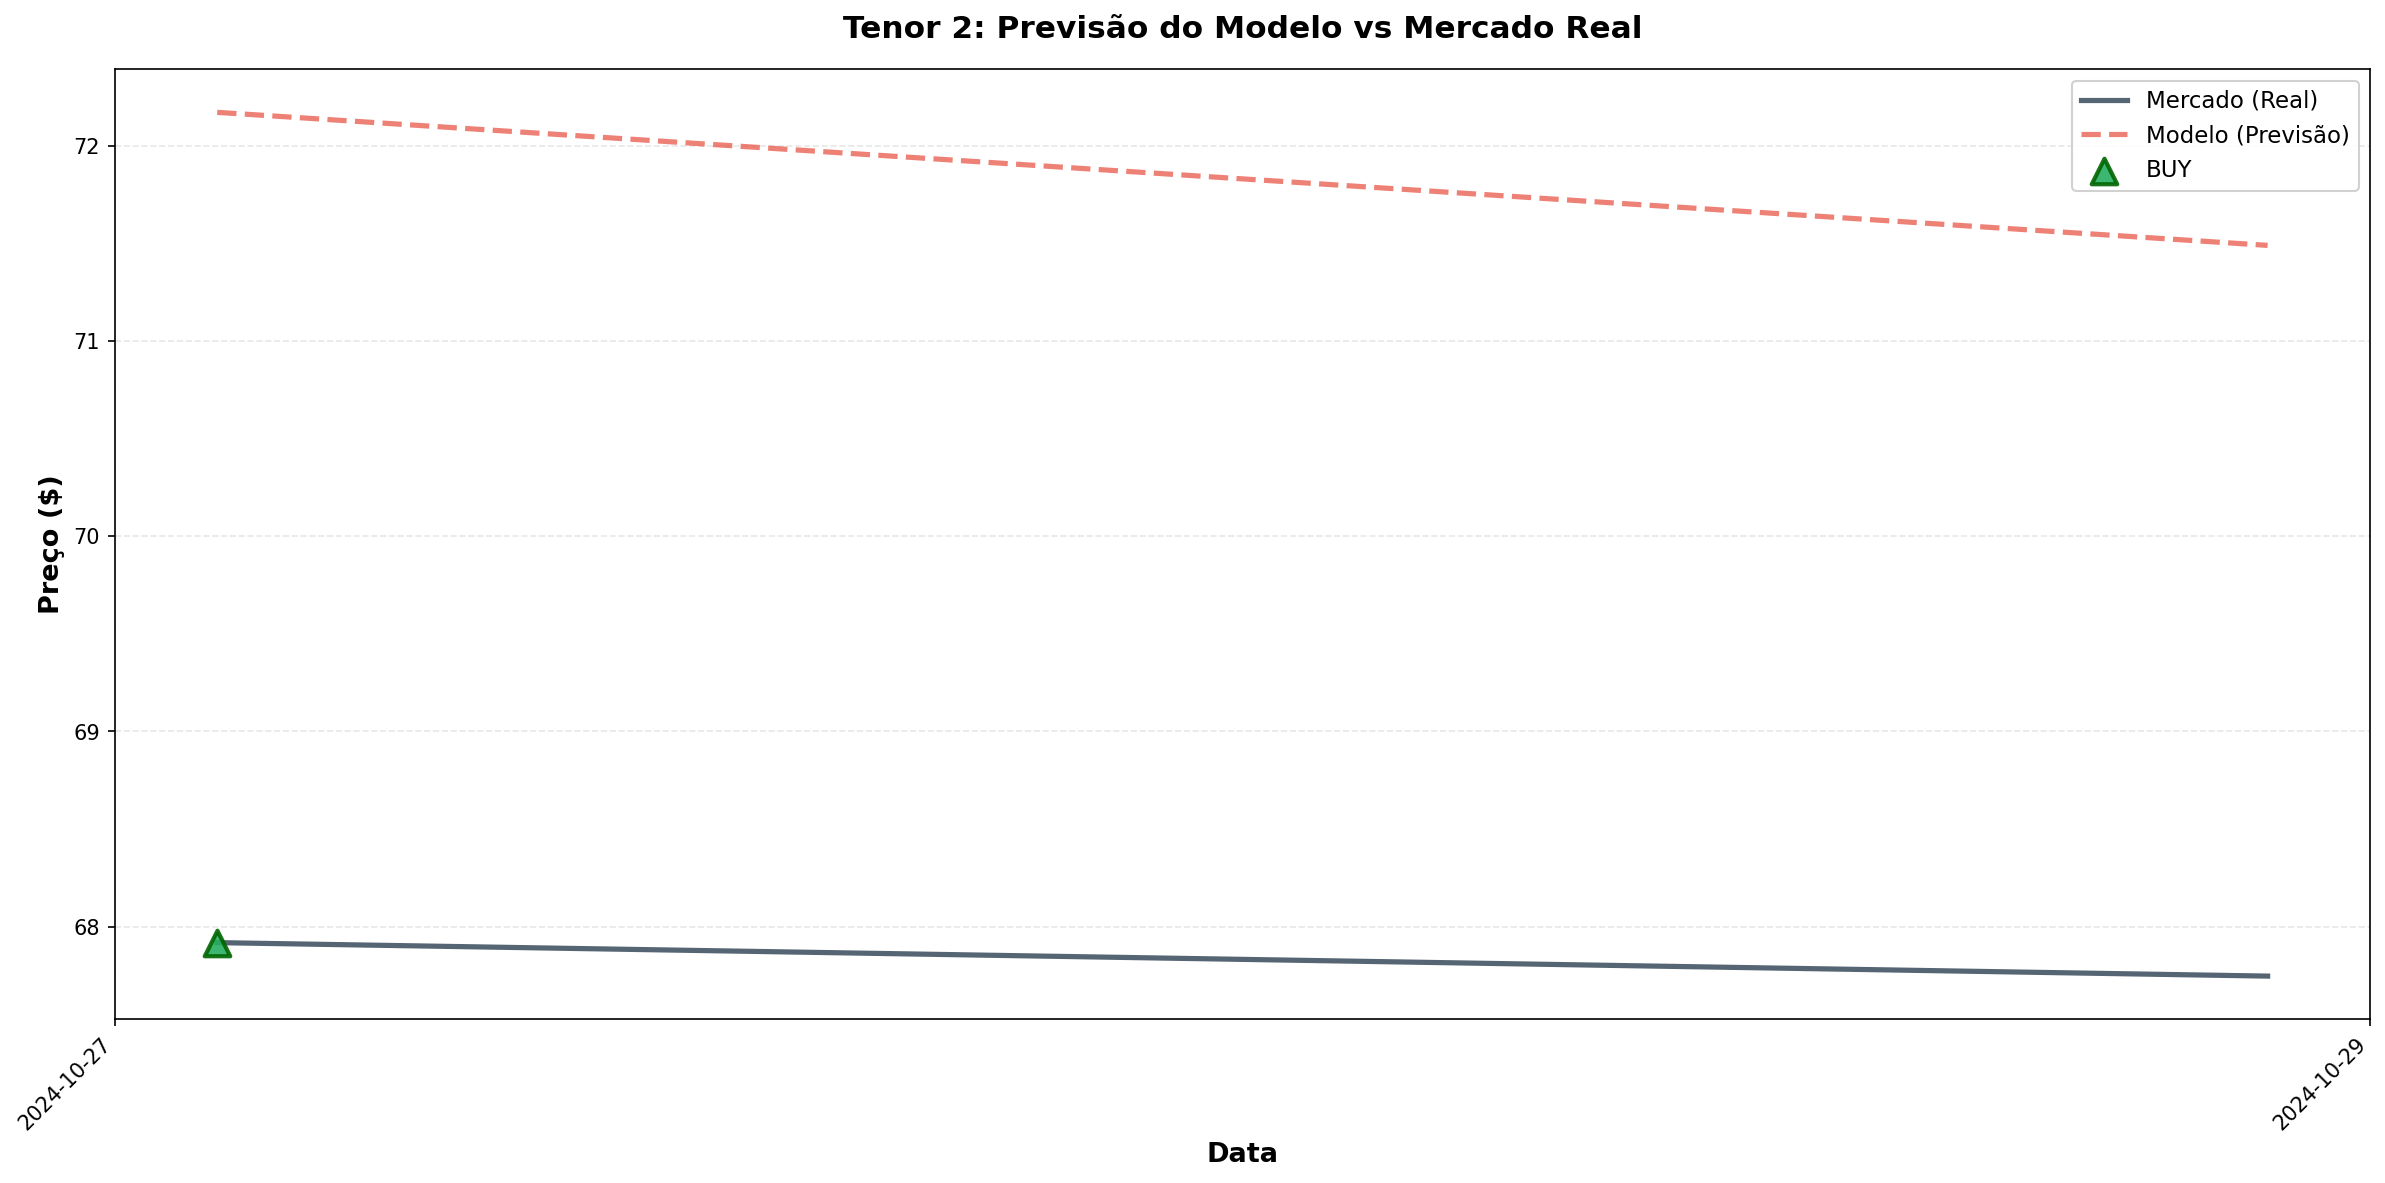 Tenor 2: Previsão do Modelo vs Mercado Real
Mercado (Real)
Modelo (Previsão)
BUY
Preço ($)
72
71
70
69
68
2024-10-27
2024-10-29
Data